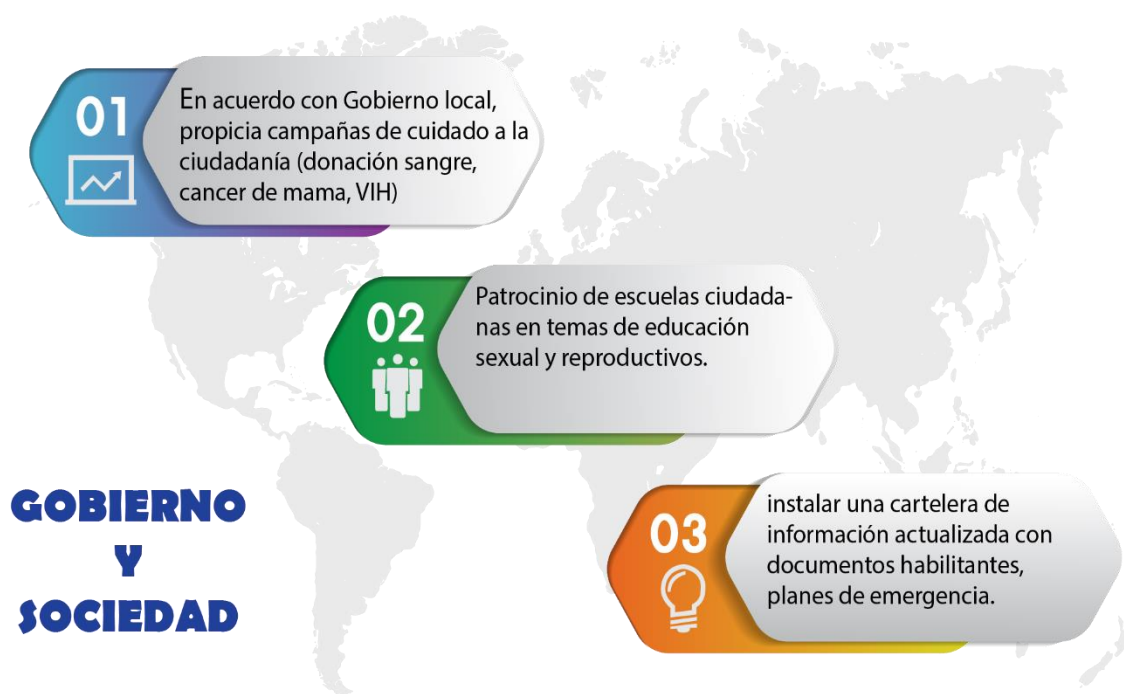 01
En acuerdo con Gobierno local,
propicia campañas de cuidado a la
ciudadanía (donación sangre,
cancer de mama, VIH)
02
Patrocinio de escuelas ciudada-
nas en temas de educación
sexual y reproductivos.
03
instalar una cartelera de
información actualizada con
documentos habilitantes,
planes de emergencia.
GOBIERNO
Y
SOCIEDAD